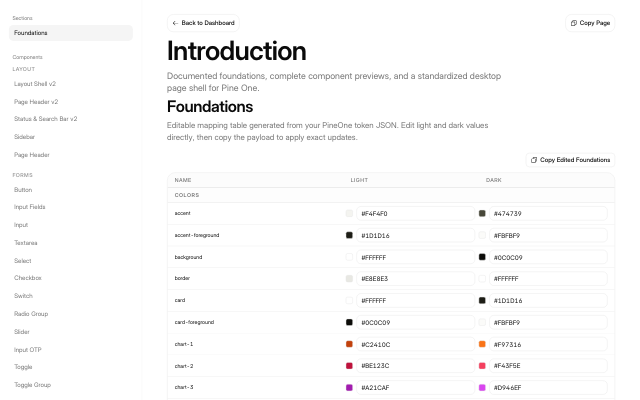 Sections
Foundations
Components
LAYOUT
Layout Shell v2
Page Header v2
Status & Search Bar v2
Sidebar
Page Header
FORMS
Button
Input Fields
Input
Textarea
Select
Checkbox
Switch
Radio Group
Slider
Input OTP
Toggle
Toggle Group
← Back to Dashboard
Copy Page
Introduction
Documented foundations, complete component previews, and a standardized desktop
page shell for Pine One.
Foundations
Editable mapping table generated from your PineOne token JSON. Edit light and dark values
directly, then copy the payload to apply exact updates.
Copy Edited Foundations
NAME LIGHT DARK
COLORS
accent #F4F4F0 #474739
accent-foreground #1D1D16 #FBFBF9
background #FFFFFF #0C0C09
border #E8E8E3 #FFFFFF
card #FFFFFF #1D1D16
card-foreground #0C0C09 #FBFBF9
chart-1 #C2410C #F97316
chart-2 #BE123C #F43F5E
chart-3 #A21CAF #D946EF